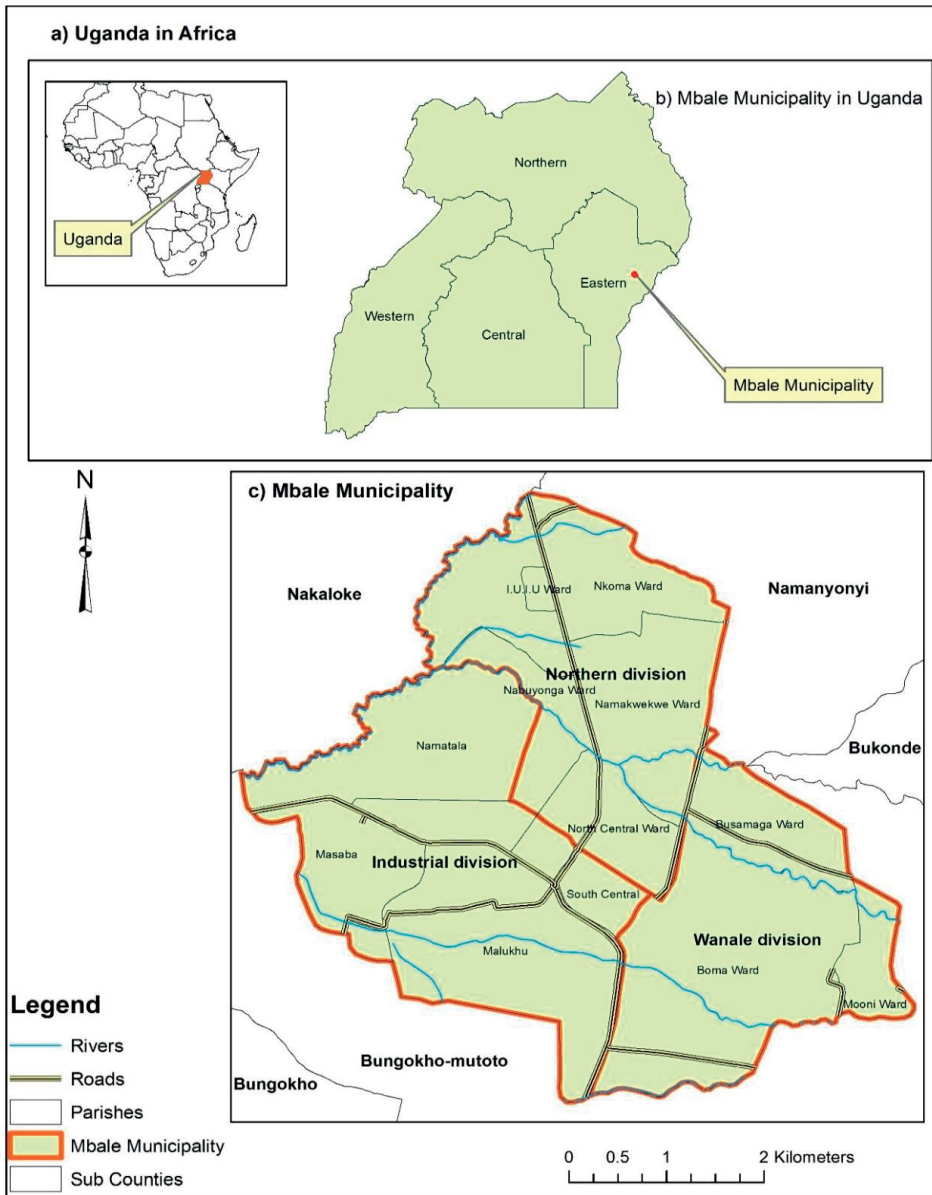 a) Uganda in Africa
b) Mbale Municipality in Uganda
Northern
Uganda
Eastern
Western
Central
Mbale Municipality
N
c) Mbale Municipality
Nakaloke
I.U.I.U Ward
Nkoma Ward
Namanyonyi
Northern division
Nabuyonga Ward
Namakwekwe Ward
Namatala
Bukonde
North Central Ward
Busamaga Ward
Masaba
Industrial division
South Central
Wanale division
Malukhu
Boma Ward
Mooni Ward
Bungokho-mutoto
Bungokho
Legend
Rivers
Roads
Parishes
Mbale Municipality
Sub Counties
0 0.5 1 2 Kilometers